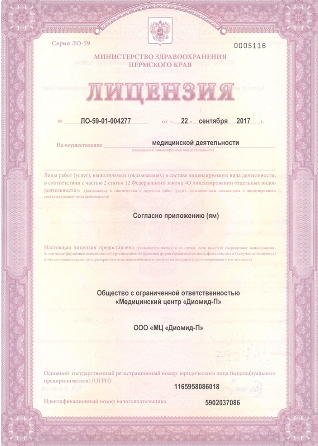 Серия ЛО-59
0005116
МИНИСТЕРСТВО ЗДРАВООХРАНЕНИЯ
ПЕРМСКОГО КРАЯ
ЛИЦЕНЗИЯ
№ ЛО-59-01-004277 от « 22 » сентября 2017 г.
На осуществление медицинской деятельности
Виды работ (услуг), выполняемых (оказываемых) в составе лицензируемого вида деятельности,
в соответствии с частью 2 статьи 12 Федерального закона «О лицензировании отдельных видов
деятельности»
Согласно приложению (ям)
Настоящая лицензия предоставлена
Общество с ограниченной ответственностью
«Медицинский центр «Диомид-П»
ООО «МЦ «Диомид-П»
Основной государственный регистрационный номер юридического лица (индивидуального
предпринимателя) (ОГРН)
1165958086018
Идентификационный номер налогоплательщика 5902037086